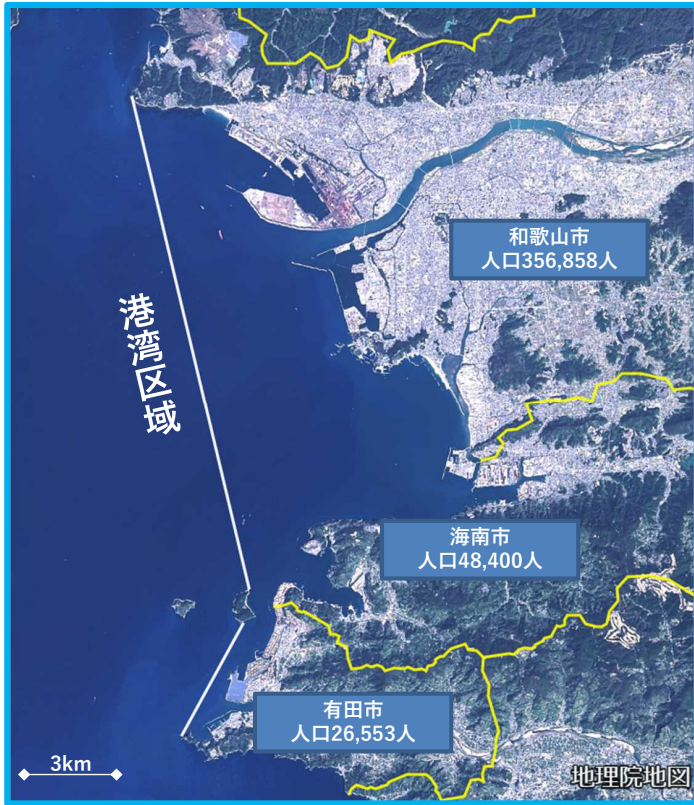 和歌山市
人口356,858人
港湾区域
海南市
人口48,400人
有田市
人口26,553人
3km
地理院地図